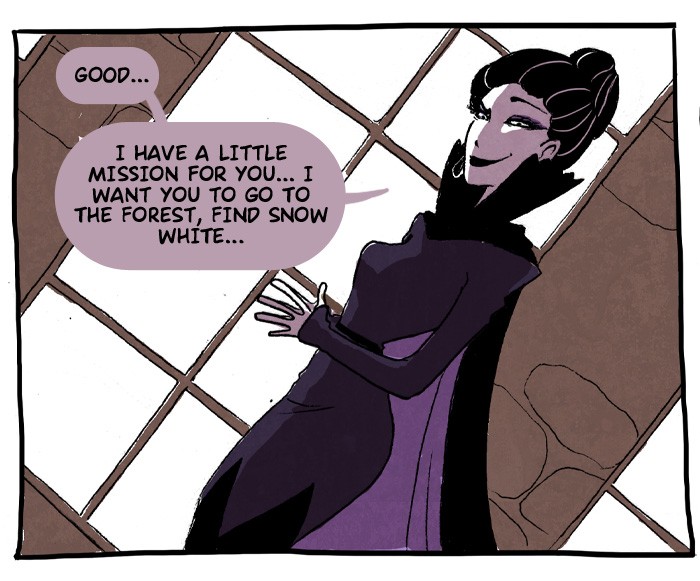 GOOD...
I HAVE A LITTLE
MISSION FOR YOU... I
WANT YOU TO GO TO
THE FOREST, FIND SNOW
WHITE...